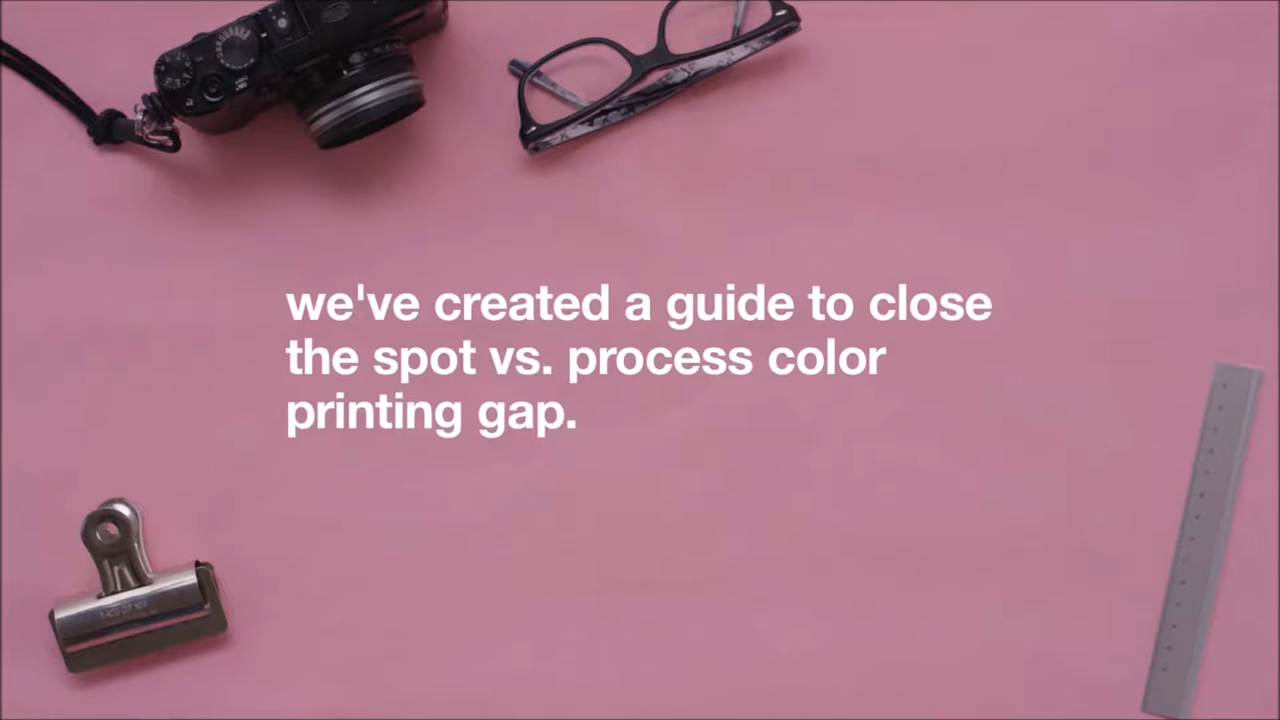 we've created a guide to close
the spot vs. process color
printing gap.